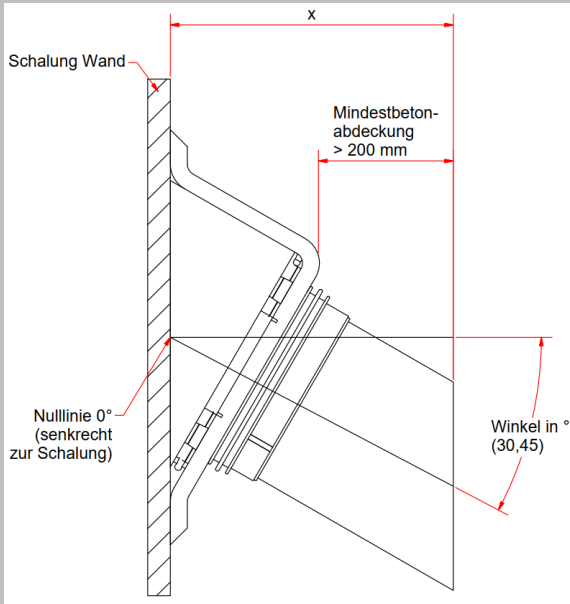 x
Schalung Wand
Mindestbeton-
abdeckung
> 200 mm
Nulllinie 0°
(senkrecht
zur Schalung)
Winkel in °
(30,45)